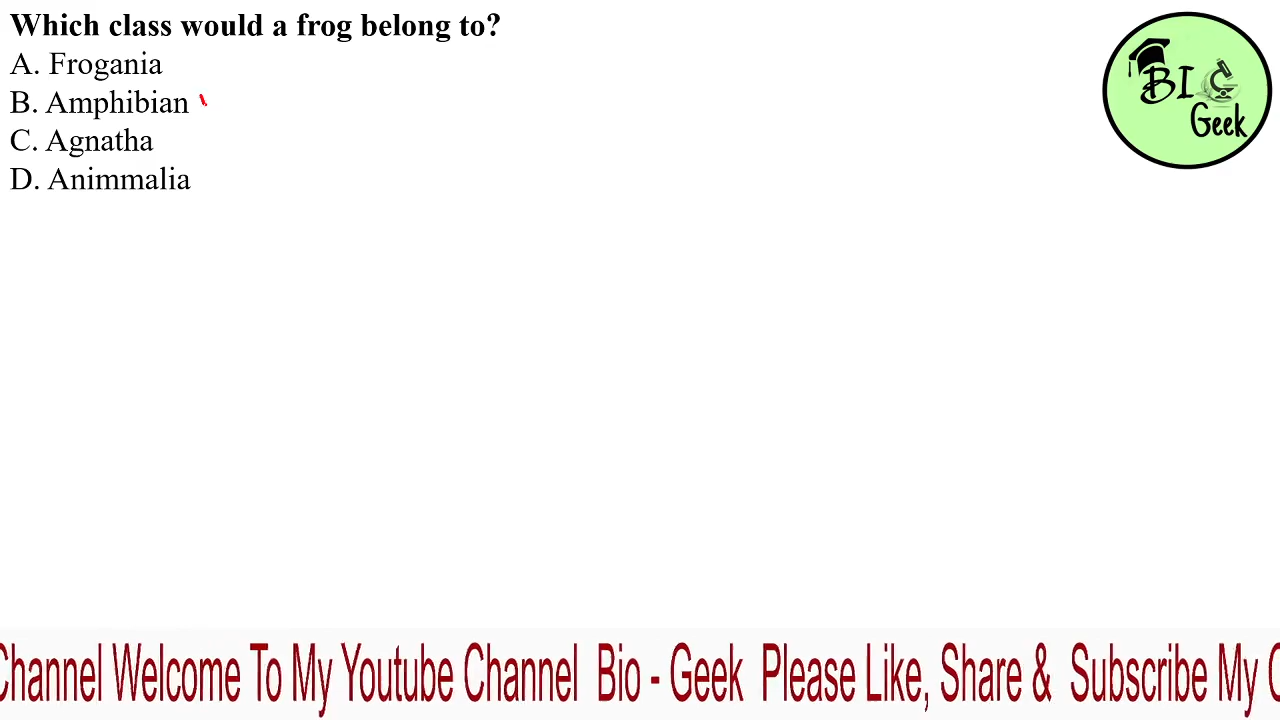 Which class would a frog belong to?
A. Frogania
B. Amphibian
C. Agnatha
D. Animmalia
BIO
Geek
Channel Welcome To My Youtube Channel Bio - Geek Please Like, Share & Subscribe My C